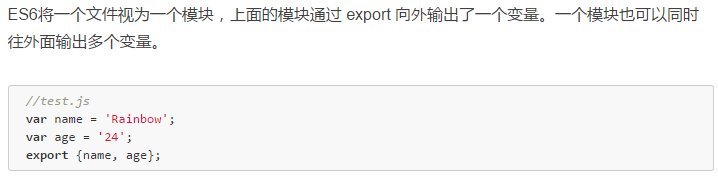 ES6将一个文件视为一个模块，上面的模块通过 export 向外输出了一个变量。一个模块也可以同时
往外面输出多个变量。
//test.js
var name = 'Rainbow';
var age = '24';
export {name, age};